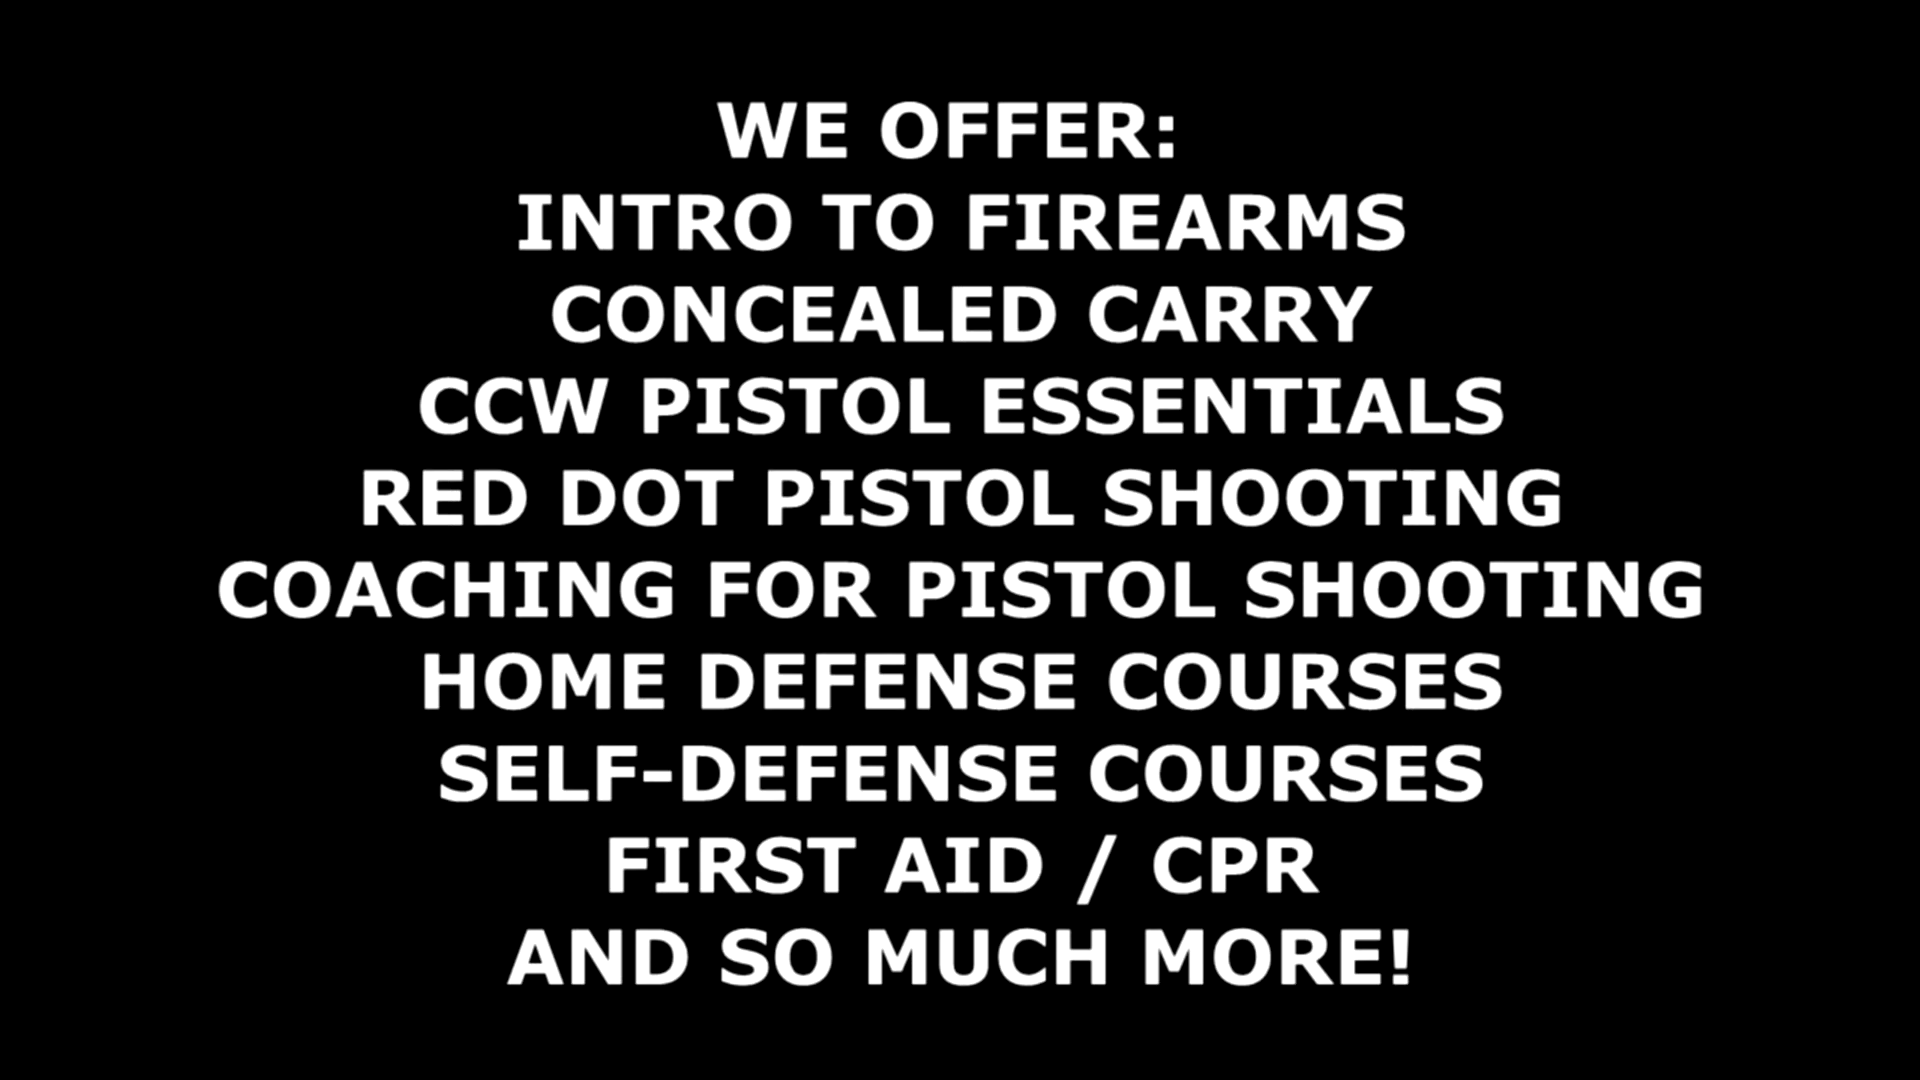 WE OFFER:
INTRO TO FIREARMS
CONCEALED CARRY
CCW PISTOL ESSENTIALS
RED DOT PISTOL SHOOTING
COACHING FOR PISTOL SHOOTING
HOME DEFENSE COURSES
SELF-DEFENSE COURSES
FIRST AID / CPR
AND SO MUCH MORE!